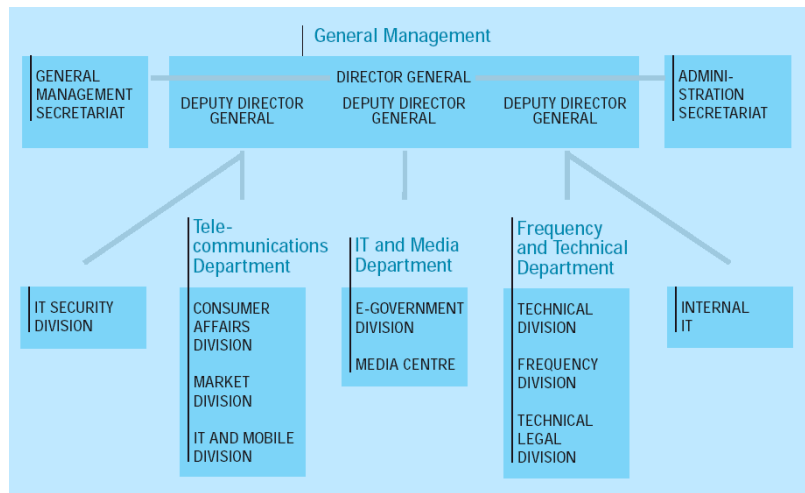 General Management
GENERAL
MANAGEMENT
SECRETARIAT
DIRECTOR GENERAL
DEPUTY DIRECTOR
GENERAL
DEPUTY DIRECTOR
GENERAL
DEPUTY DIRECTOR
GENERAL
ADMINI-
STRATION
SECRETARIAT
IT SECURITY
DIVISION
Tele-
communications
Department
CONSUMER
AFFAIRS
DIVISION
MARKET
DIVISION
IT AND MOBILE
DIVISION
IT and Media
Department
E-GOVERNMENT
DIVISION
MEDIA CENTRE
Frequency
and Technical
Department
TECHNICAL
DIVISION
FREQUENCY
DIVISION
TECHNICAL
LEGAL
DIVISION
INTERNAL
IT